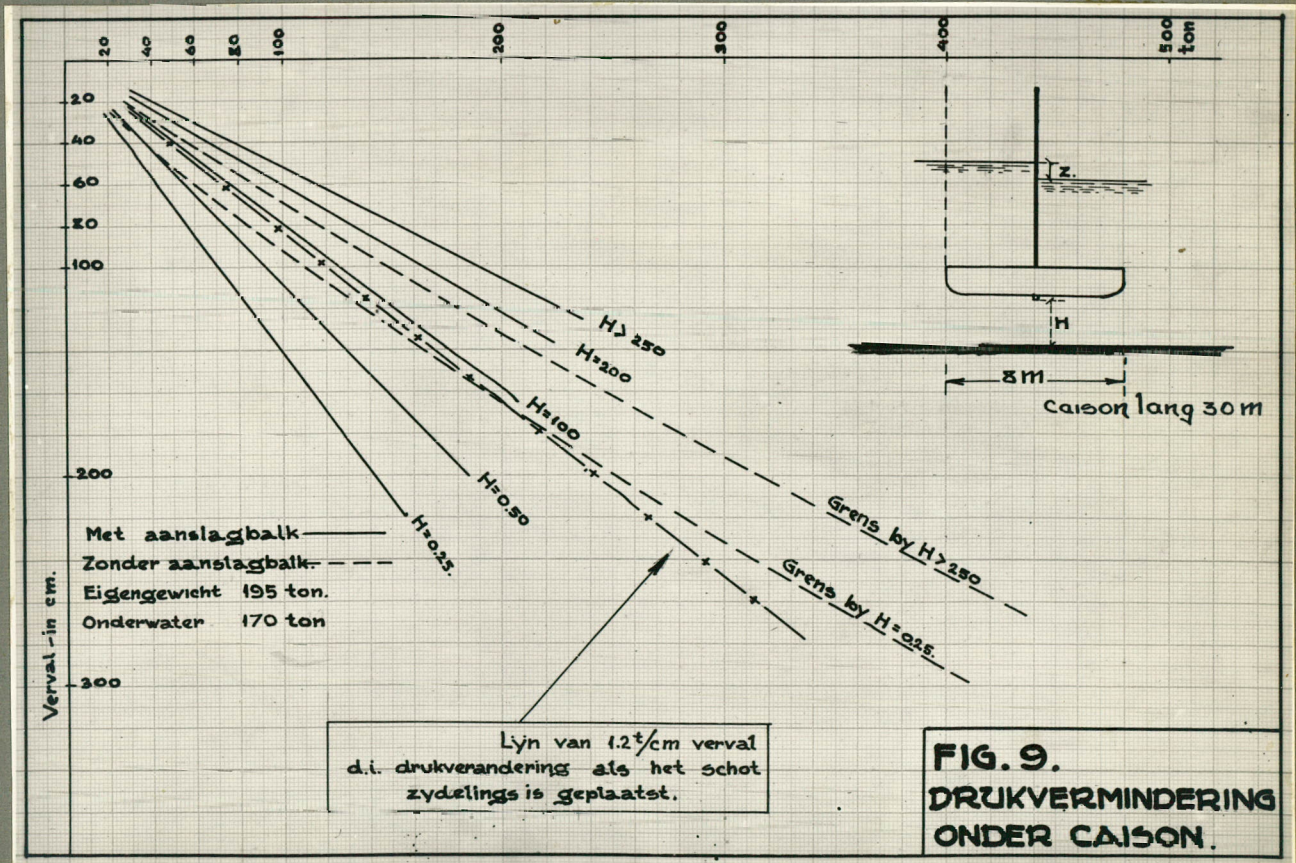 20 40 60 80 100 200 300 400 500
ton
20
40
60
80
100
200
300
Verval-in cm.
z.
H
8 m
caison lang 30 m
H > 250
H=200
H=100
H=0.50
H=0.25.
Grens by H > 250
Grens by H=0.25.
Met aanslagbalk
Zonder aanslagbalk.
Eigengewicht 195 ton.
Onderwater 170 ton
Lyn van 1.2 t/cm verval
d.i. drukverandering als het schot
zydelings is geplaatst.
FIG. 9.
DRUKVERMINDERING
ONDER CAISON.